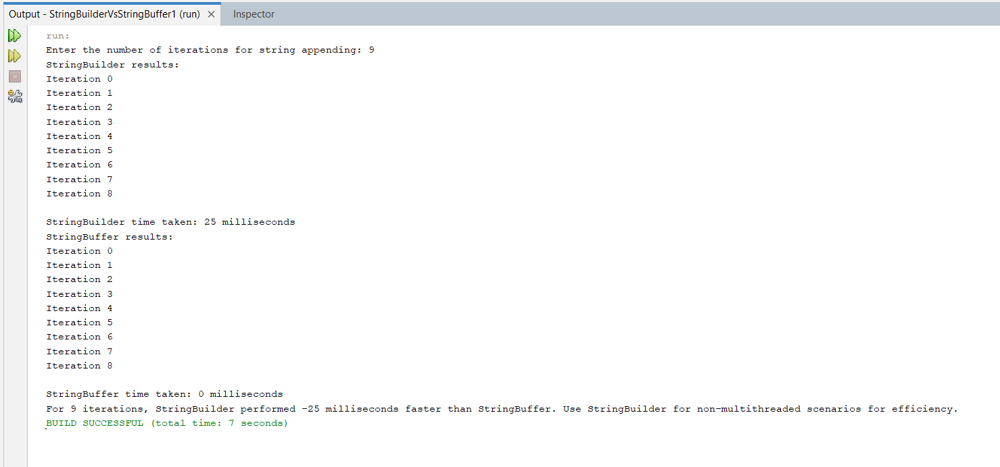 Output - StringBuilderVsStringBuffer1 (run) × Inspector
run:
Enter the number of iterations for string appending: 9
StringBuilder results:
Iteration 0
Iteration 1
Iteration 2
Iteration 3
Iteration 4
Iteration 5
Iteration 6
Iteration 7
Iteration 8
StringBuilder time taken: 25 milliseconds
StringBuffer results:
Iteration 0
Iteration 1
Iteration 2
Iteration 3
Iteration 4
Iteration 5
Iteration 6
Iteration 7
Iteration 8
StringBuffer time taken: 0 milliseconds
For 9 iterations, StringBuilder performed -25 milliseconds faster than StringBuffer. Use StringBuilder for non-multithreaded scenarios for efficiency.
BUILD SUCCESSFUL (total time: 7 seconds)